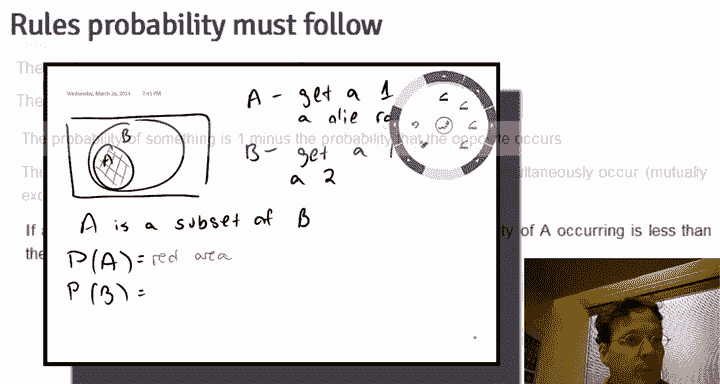 Rules probability must follow
The
Wednesday, March 26, 2014 7:41 PM
A - get a 1
The
a die
The probability of something is 1 minus the probability that the opposite occurs
B
A
B - get a 1
The
ultaneously occur (mutually
a 2
exc
A is a subset of B
If
ty of A occurring is less than
the
P(A) = red area
P(B) =